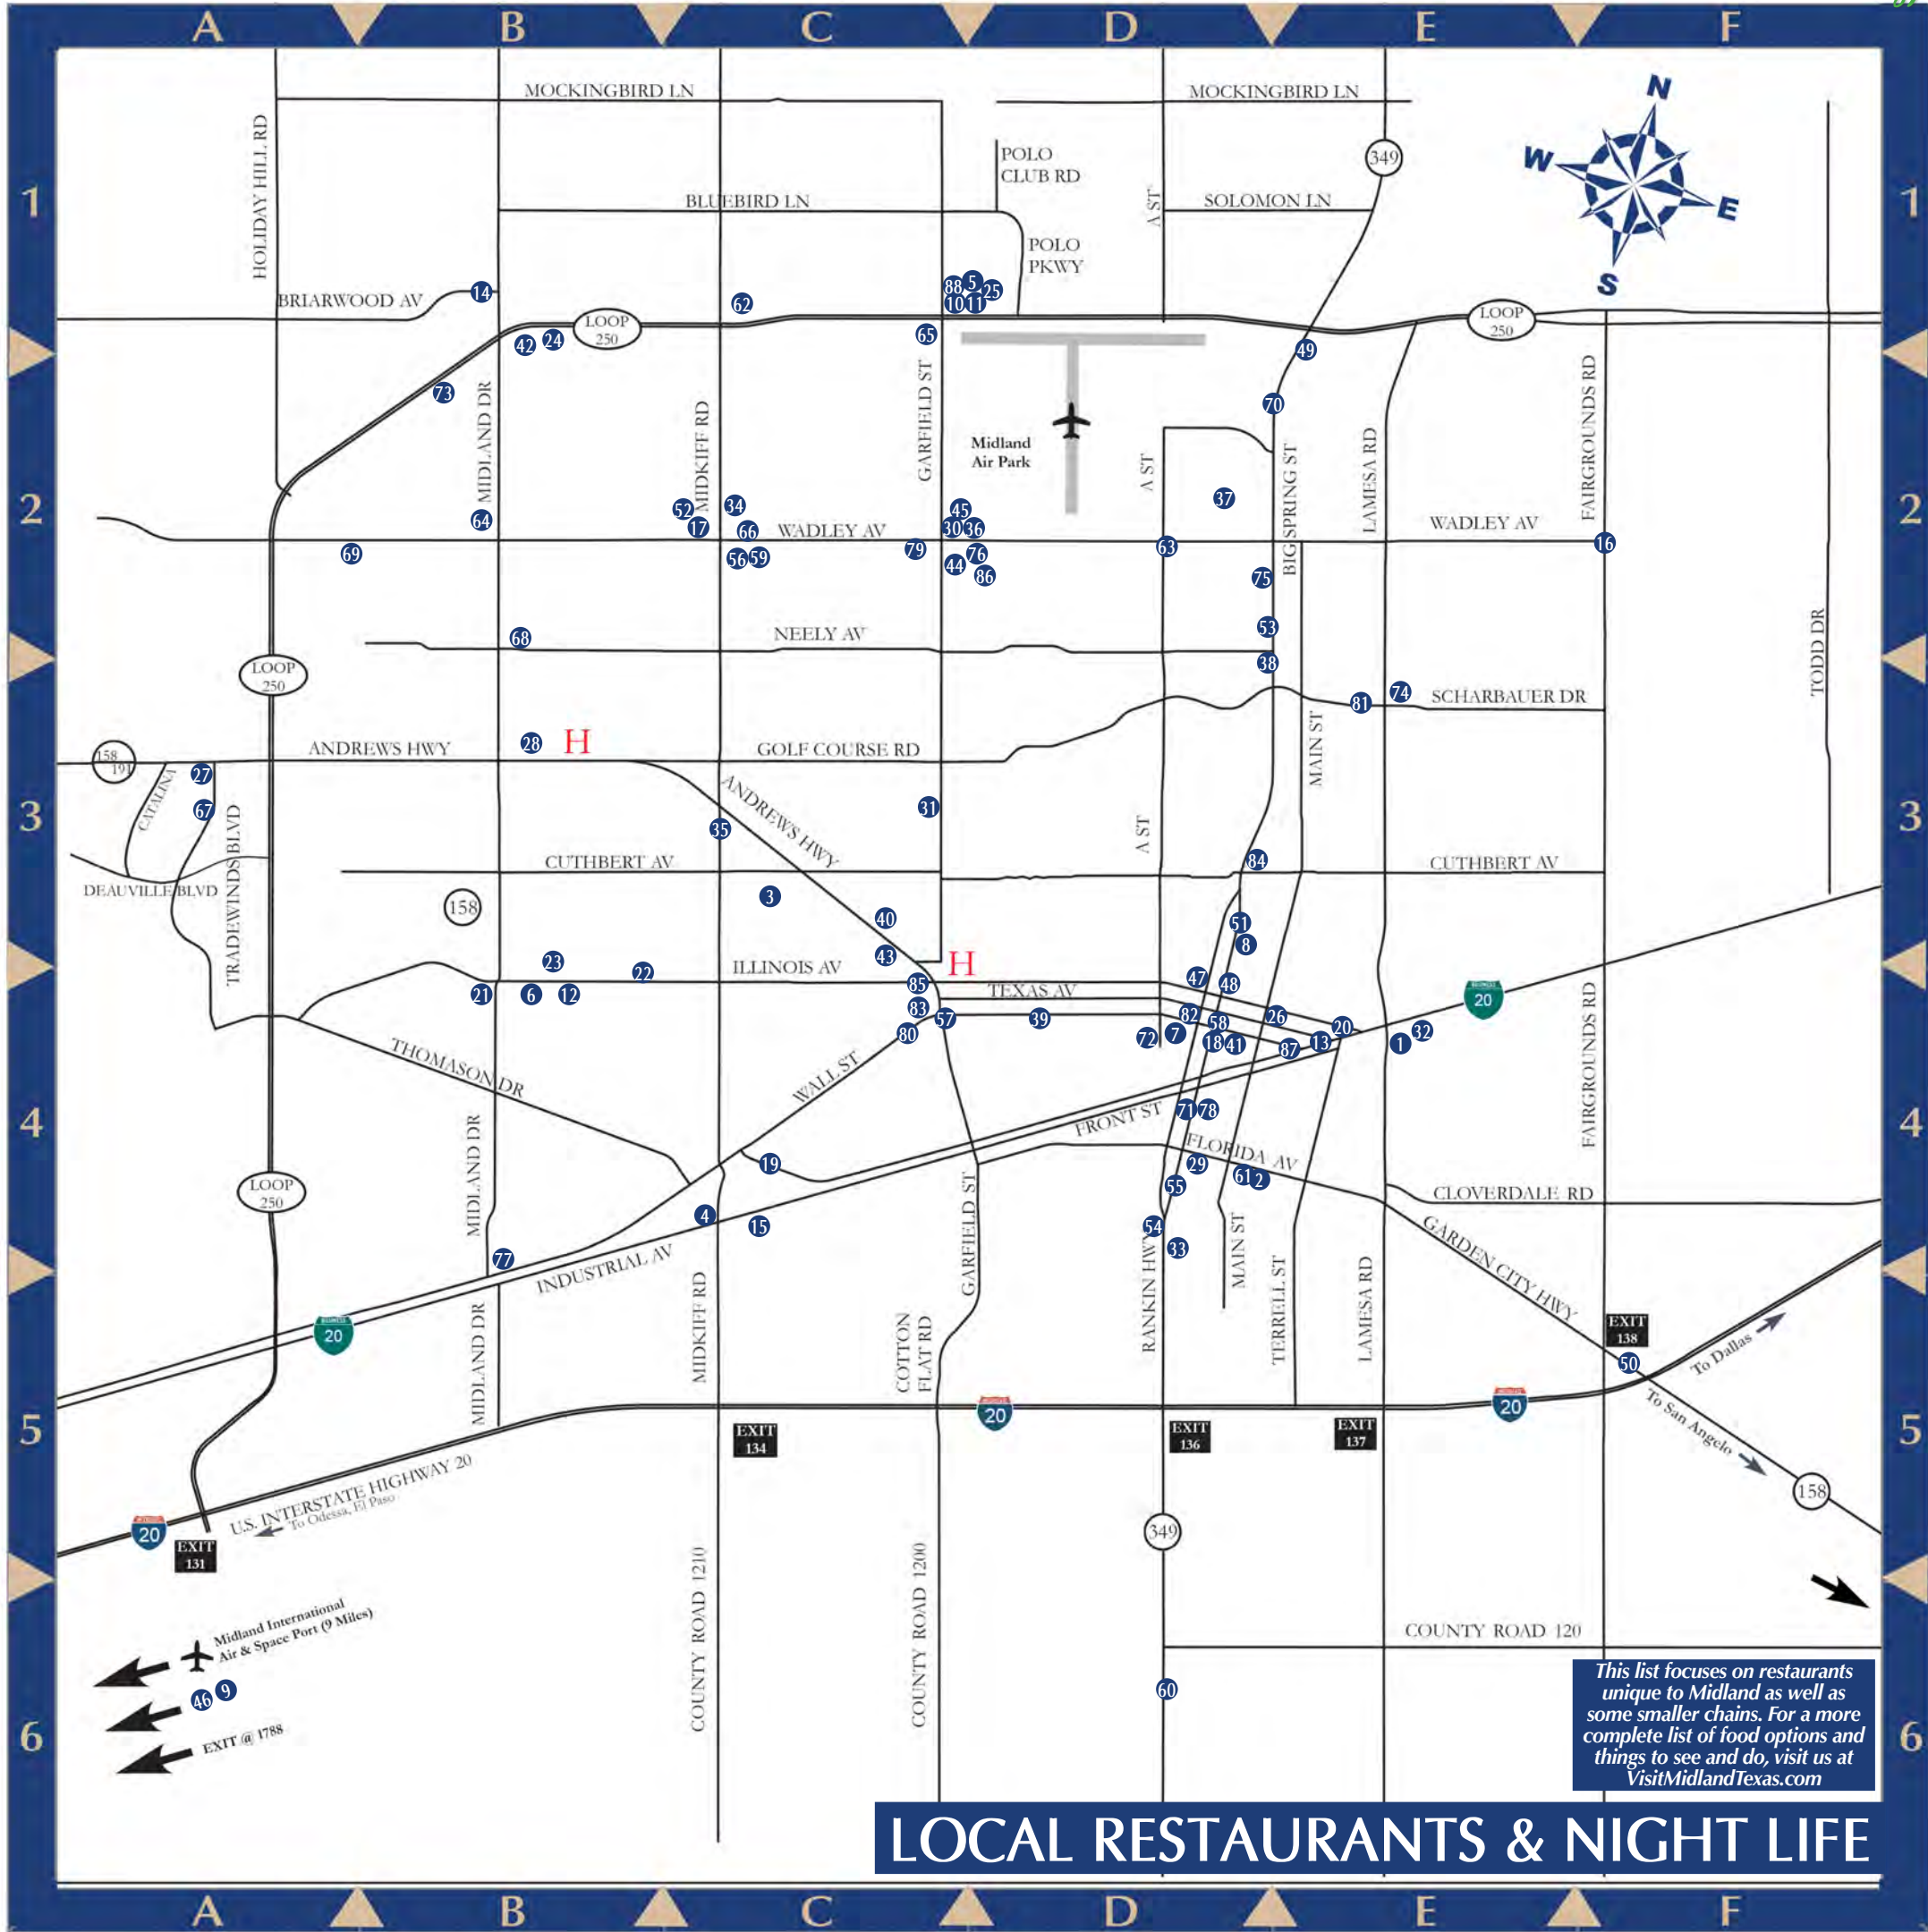 A B C D E F
MOCKINGBIRD LN
MOCKINGBIRD LN
HOLIDAY HILL RD
POLO
CLUB RD
349
N
W
E
S
1
1
BLUEBIRD LN
A ST
SOLOMON LN
POLO
PKWY
BRIARWOOD AV
14
62
88 5 25
10 11
LOOP
250
LOOP
250
42 24
65
49
73
MIDLAND DR
MIDKIFF RD
GARFIELD ST
Midland
Air Park
70
A ST
BIG SPRING ST
LAMESA RD
FAIRGROUNDS RD
2
2
64
52
17
34
66
WADLEY AV
45
30 36
37
WADLEY AV
69
56 59
79
44
76
86
63
16
75
68
NEELY AV
53
38
LOOP
250
TODD DR
81
74
SCHARBAUER DR
158
191
ANDREWS HWY
28
H
GOLF COURSE RD
MAIN ST
27
CATALINA
67
TRADEWINDS BLVD
35
ANDREWS HWY
31
3
3
A ST
CUTHBERT AV
84
CUTHBERT AV
DEAUVILLE BLVD
158
3
40
51
8
23
22
ILLINOIS AV
43
H
85
TEXAS AV
47
48
21
6
12
83
57
80
39
72
7
82
58
18 41
26
87
13
20
1
32
BUSINESS
20
FAIRGROUNDS RD
THOMASON DR
WALL ST
4
4
MIDLAND DR
FRONT ST
71 78
FLORIDA AV
19
29
61 2
55
LOOP
250
CLOVERDALE RD
4
15
GARFIELD ST
54
33
77
INDUSTRIAL AV
RANKIN HWY
MAIN ST
TERRELL ST
LAMESA RD
GARDEN CITY HWY
BUSINESS
20
MIDLAND DR
MIDKIFF RD
COTTON
FLAT RD
EXIT
138
50
To Dallas
To San Angelo
5
5
20
20
EXIT
134
EXIT
136
EXIT
137
U.S. INTERSTATE HIGHWAY 20
To Odessa, El Paso
20
EXIT
131
158
349
COUNTY ROAD 1210
COUNTY ROAD 1200
Midland International
Air & Space Port (9 Miles)
46 9
EXIT @ 1788
COUNTY ROAD 120
60
6
6
This list focuses on restaurants
unique to Midland as well as
some smaller chains. For a more
complete list of food options and
things to see and do, visit us at
VisitMidlandTexas.com
LOCAL RESTAURANTS & NIGHT LIFE
A B C D E F